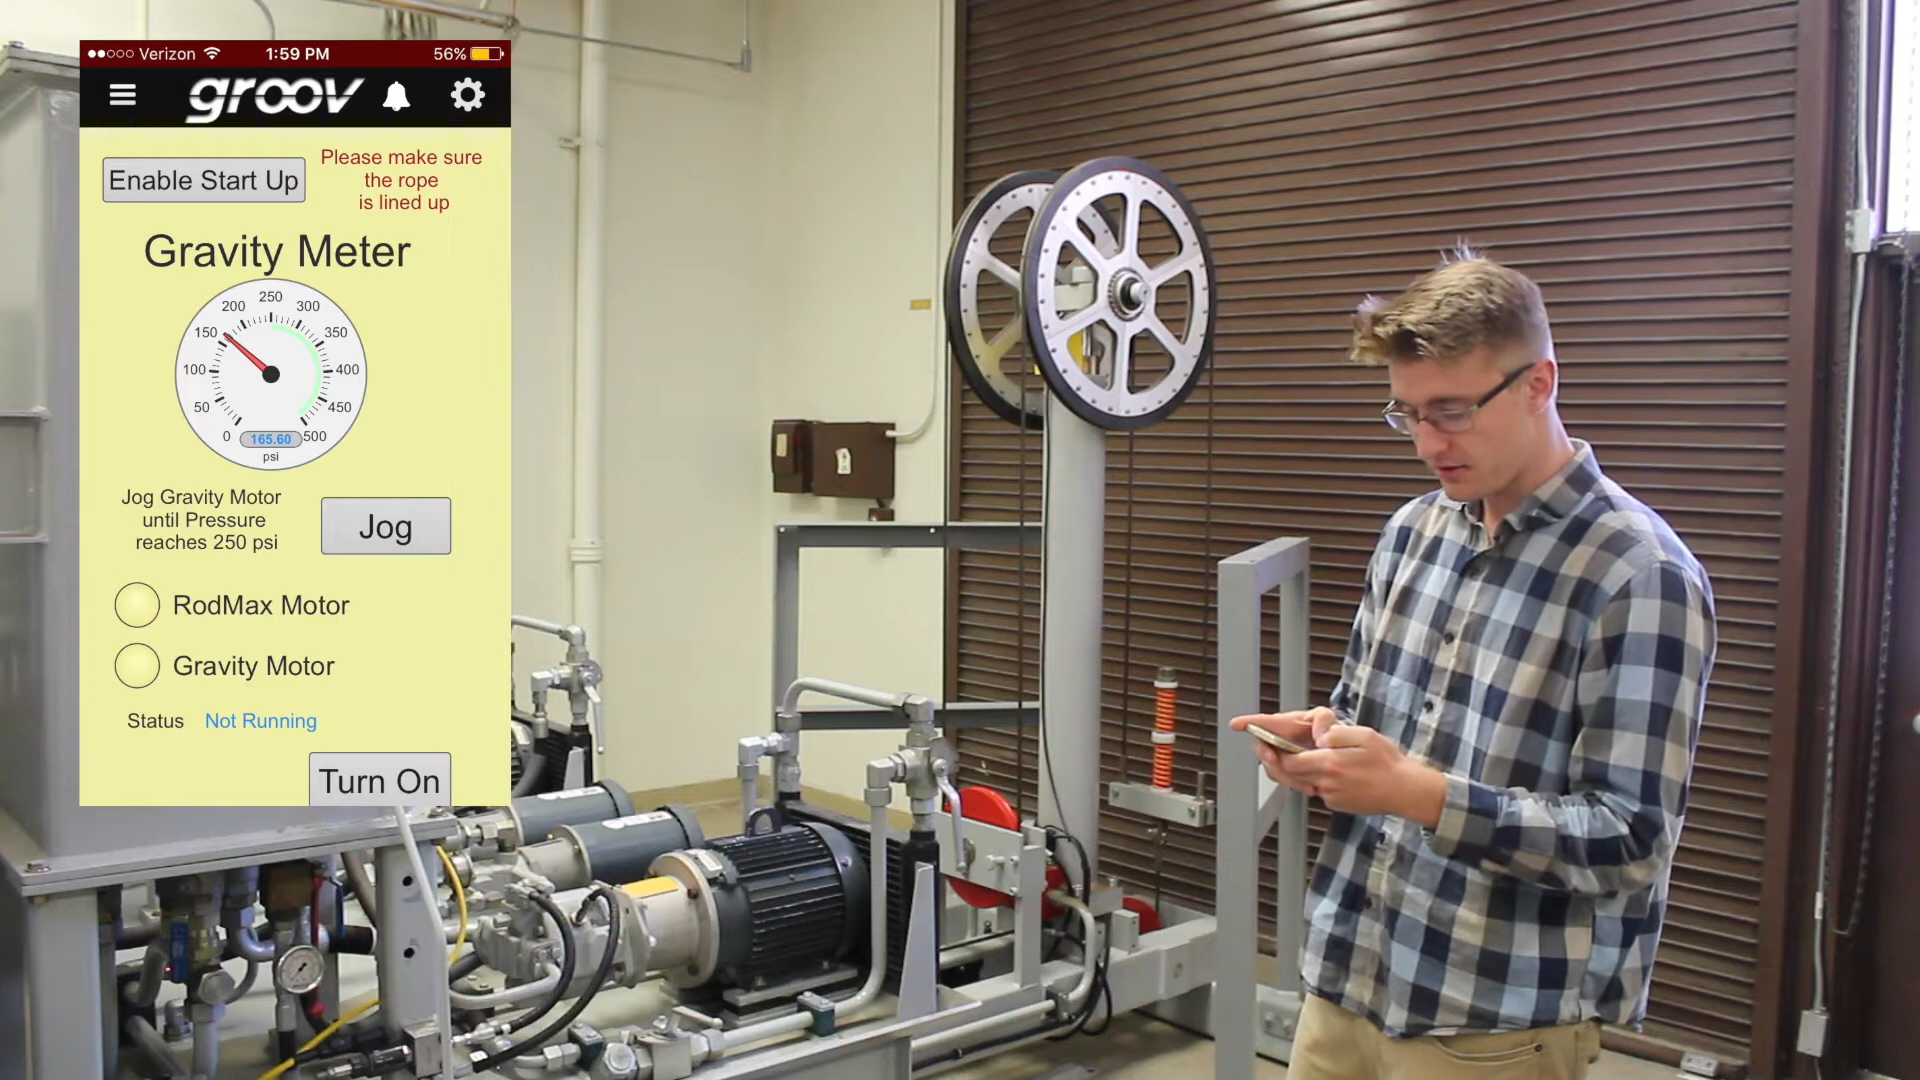 Verizon 1:59 PM 56%
groov
Enable Start Up
Please make sure
the rope
is lined up
Gravity Meter
250
200 300
150 350
100 400
50 450
0 165.60 500
psi
Jog Gravity Motor
until Pressure
reaches 250 psi
Jog
RodMax Motor
Gravity Motor
Status Not Running
Turn On